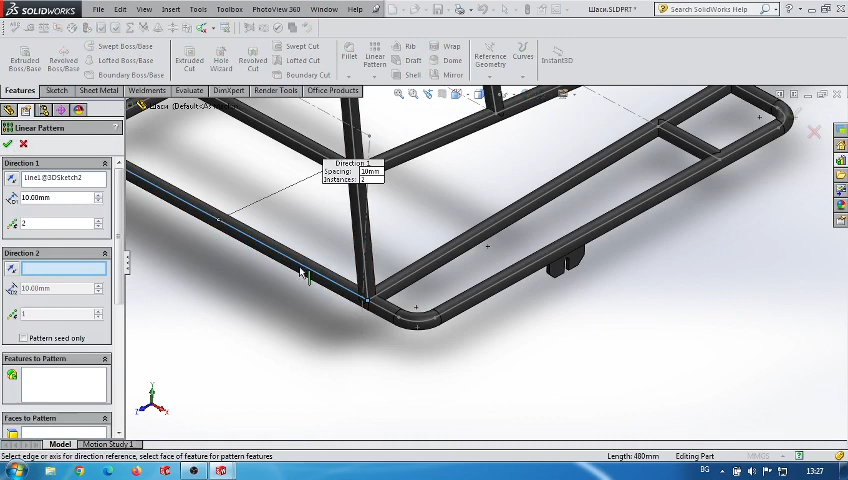 SOLIDWORKS File Edit View Insert Tools PhotoView 360 Window Help Шаси.SLDPRT * Search SolidWorks Help
Extruded Boss/Base
Revolved Boss/Base
Swept Boss/Base
Lofted Boss/Base
Boundary Boss/Base
Extruded Cut
Hole Wizard
Revolved Cut
Swept Cut
Lofted Cut
Boundary Cut
Fillet
Linear Pattern
Rib
Draft
Shell
Wrap
Dome
Mirror
Reference Geometry
Curves
Instant3D
Features Sketch Sheet Metal Weldments Evaluate DimXpert Render Tools Office Products
Linear Pattern ?
Direction 1
Line1@3DSketch2
10.00mm
2
Direction 2
10.00mm
1
Pattern seed only
Features to Pattern
Faces to Pattern
Direction 1
Spacing: 10mm
Instances: 2
Y
Z
X
Model Motion Study 1
Select edge or axis for direction reference, select face of feature for pattern features Length: 480mm Editing Part MMGS
BG 13:27